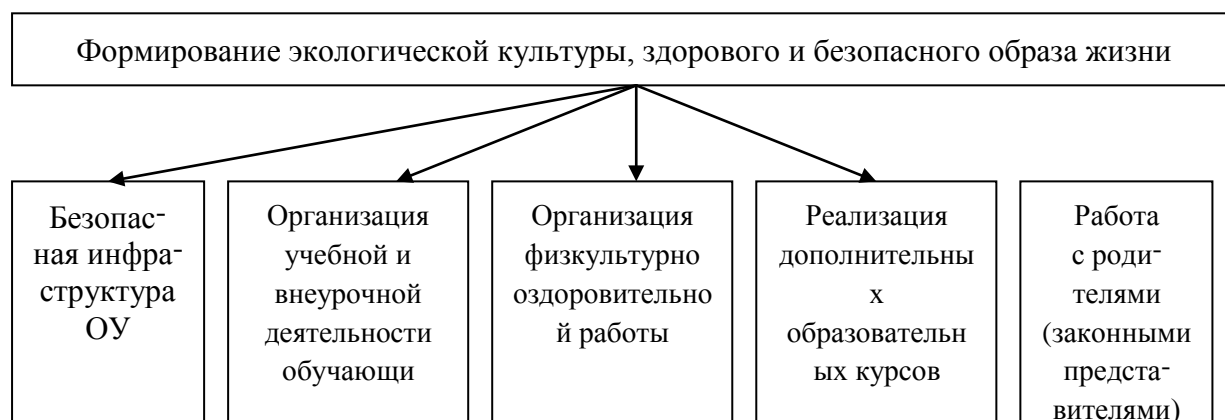 Формирование экологической культуры, здорового и безопасного образа жизни
Безопас-
ная инфра-
структура
ОУ
Организация
учебной и
внеурочной
деятельности
обучающи
Организация
физкультурно
оздоровительно
й работы
Реализация
дополнительны
х
образовательн
ых курсов
Работа
с роди-
телями
(законными
предста-
вителями)